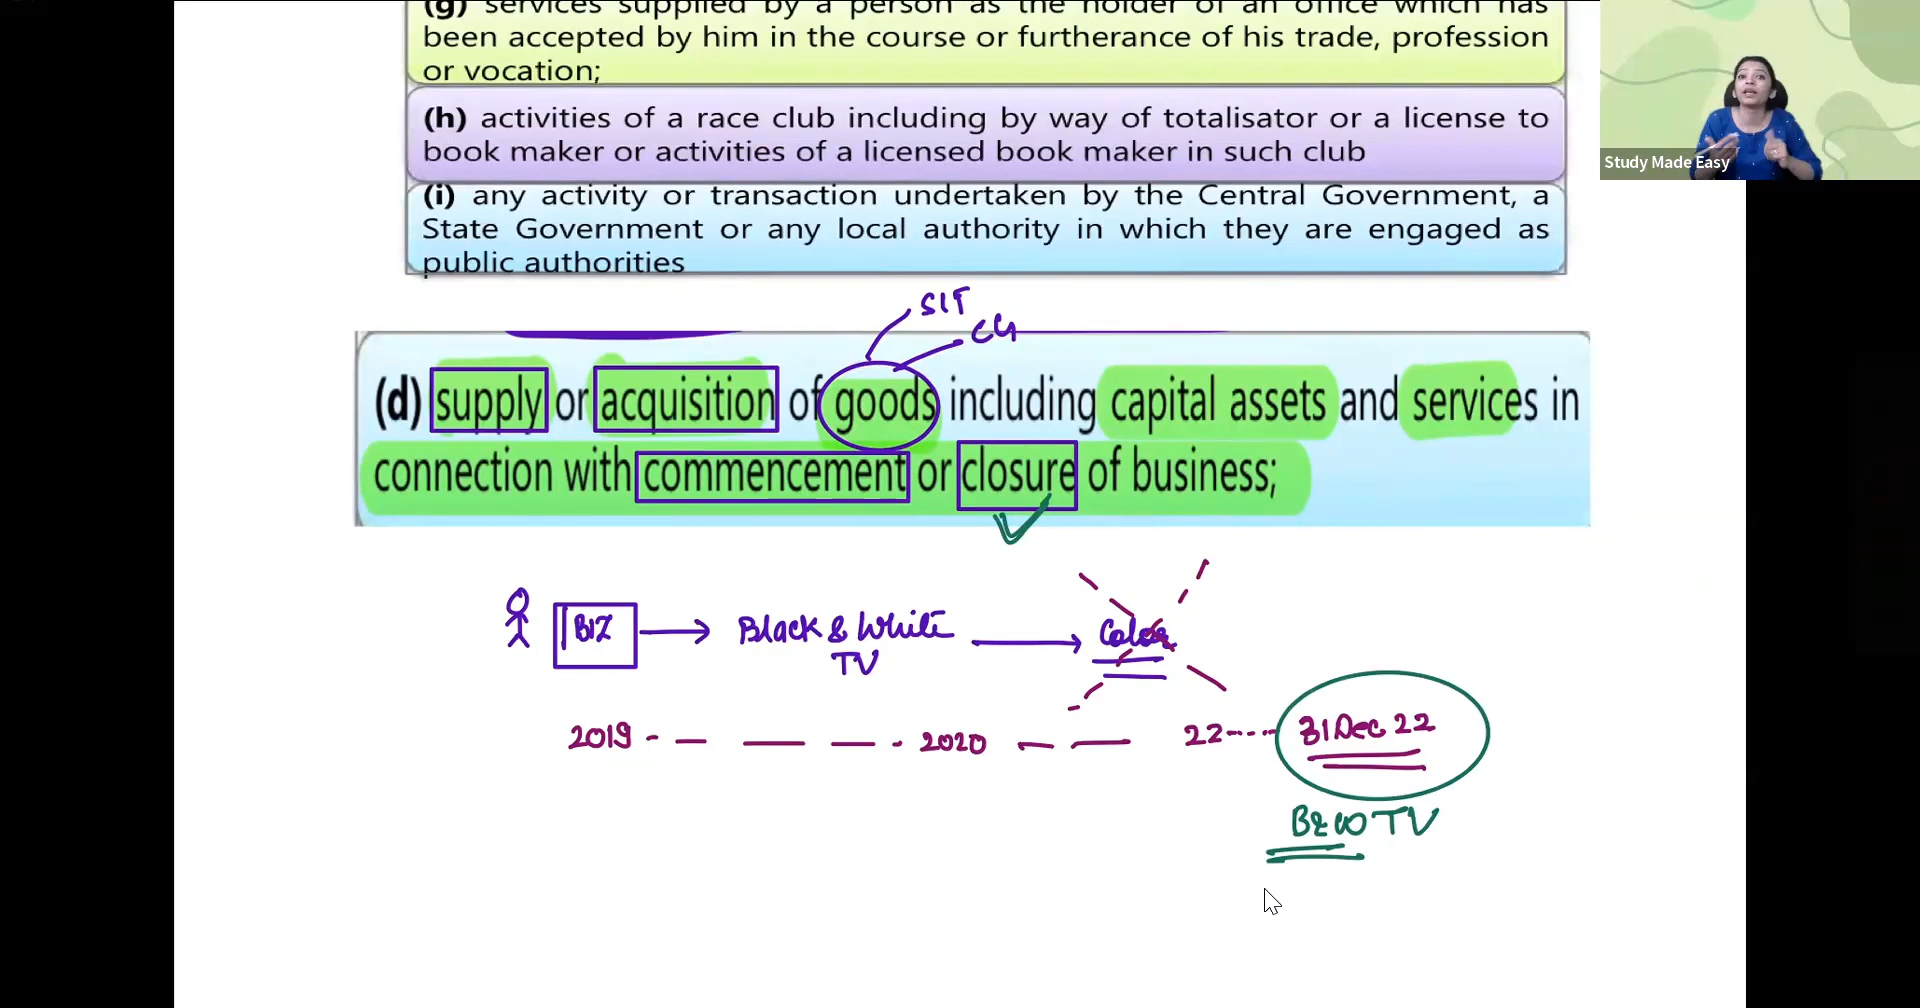 (g) services supplied by a person as the holder of an office which has
been accepted by him in the course or furtherance of his trade, profession
or vocation;
(h) activities of a race club including by way of totalisator or a license to
book maker or activities of a licensed book maker in such club
(i) any activity or transaction undertaken by the Central Government, a
State Government or any local authority in which they are engaged as
public authorities
Study Made Easy
SIT
CG
(d) supply or acquisition of goods including capital assets and services in
connection with commencement or closure of business;
BIZ
Black & White
TV
Color
2019 2020 22 31 Dec 22
B&W TV